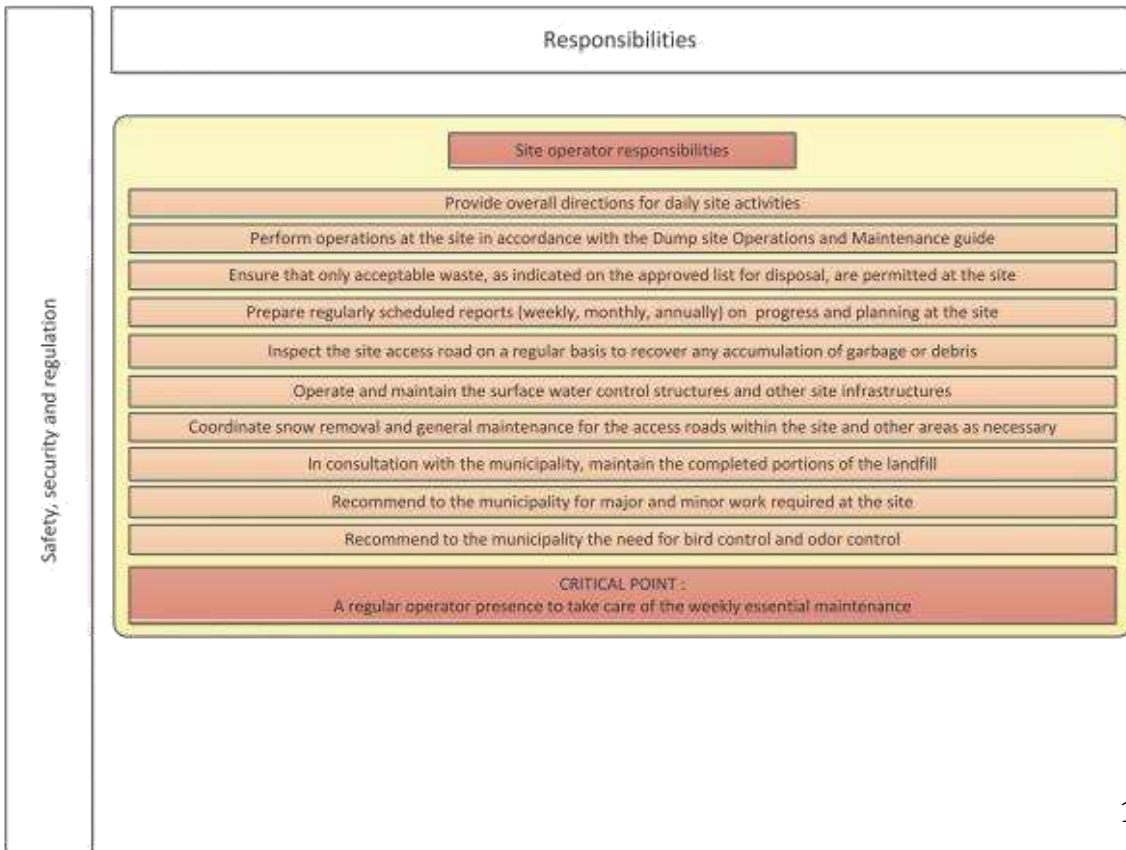 Responsibilities
Safety, security and regulation
Site operator responsibilities
Provide overall directions for daily site activities
Perform operations at the site in accordance with the Dump site Operations and Maintenance guide
Ensure that only acceptable waste, as indicated on the approved list for disposal, are permitted at the site
Prepare regularly scheduled reports (weekly, monthly, annually) on progress and planning at the site
Inspect the site access road on a regular basis to recover any accumulation of garbage or debris
Operate and maintain the surface water control structures and other site infrastructures
Coordinate snow removal and general maintenance for the access roads within the site and other areas as necessary
In consultation with the municipality, maintain the completed portions of the landfill
Recommend to the municipality for major and minor work required at the site
Recommend to the municipality the need for bird control and odor control
CRITICAL POINT :
A regular operator presence to take care of the weekly essential maintenance